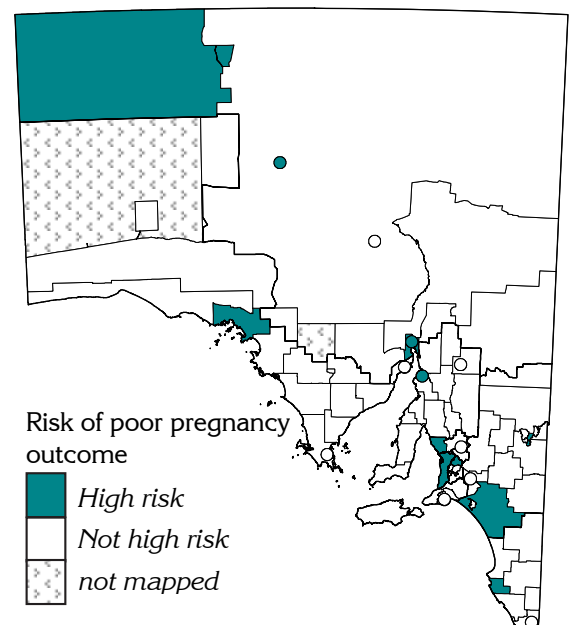 Risk of poor pregnancy
outcome
High risk
Not high risk
not mapped